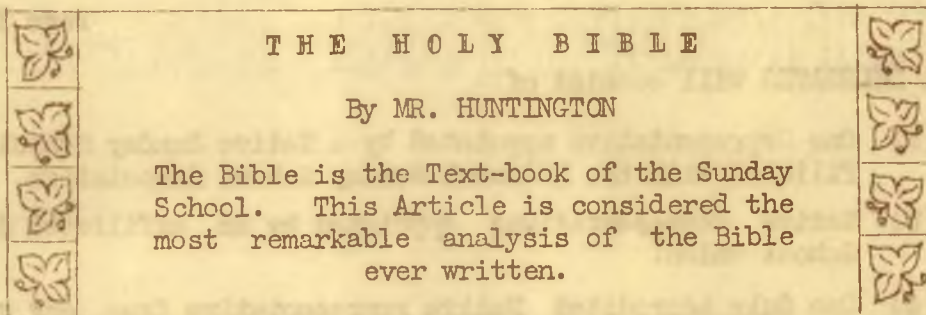 THE HOLY BIBLE
By MR. HUNTINGTON
The Bible is the Text-book of the Sunday
School. This Article is considered the
most remarkable analysis of the Bible
ever written.